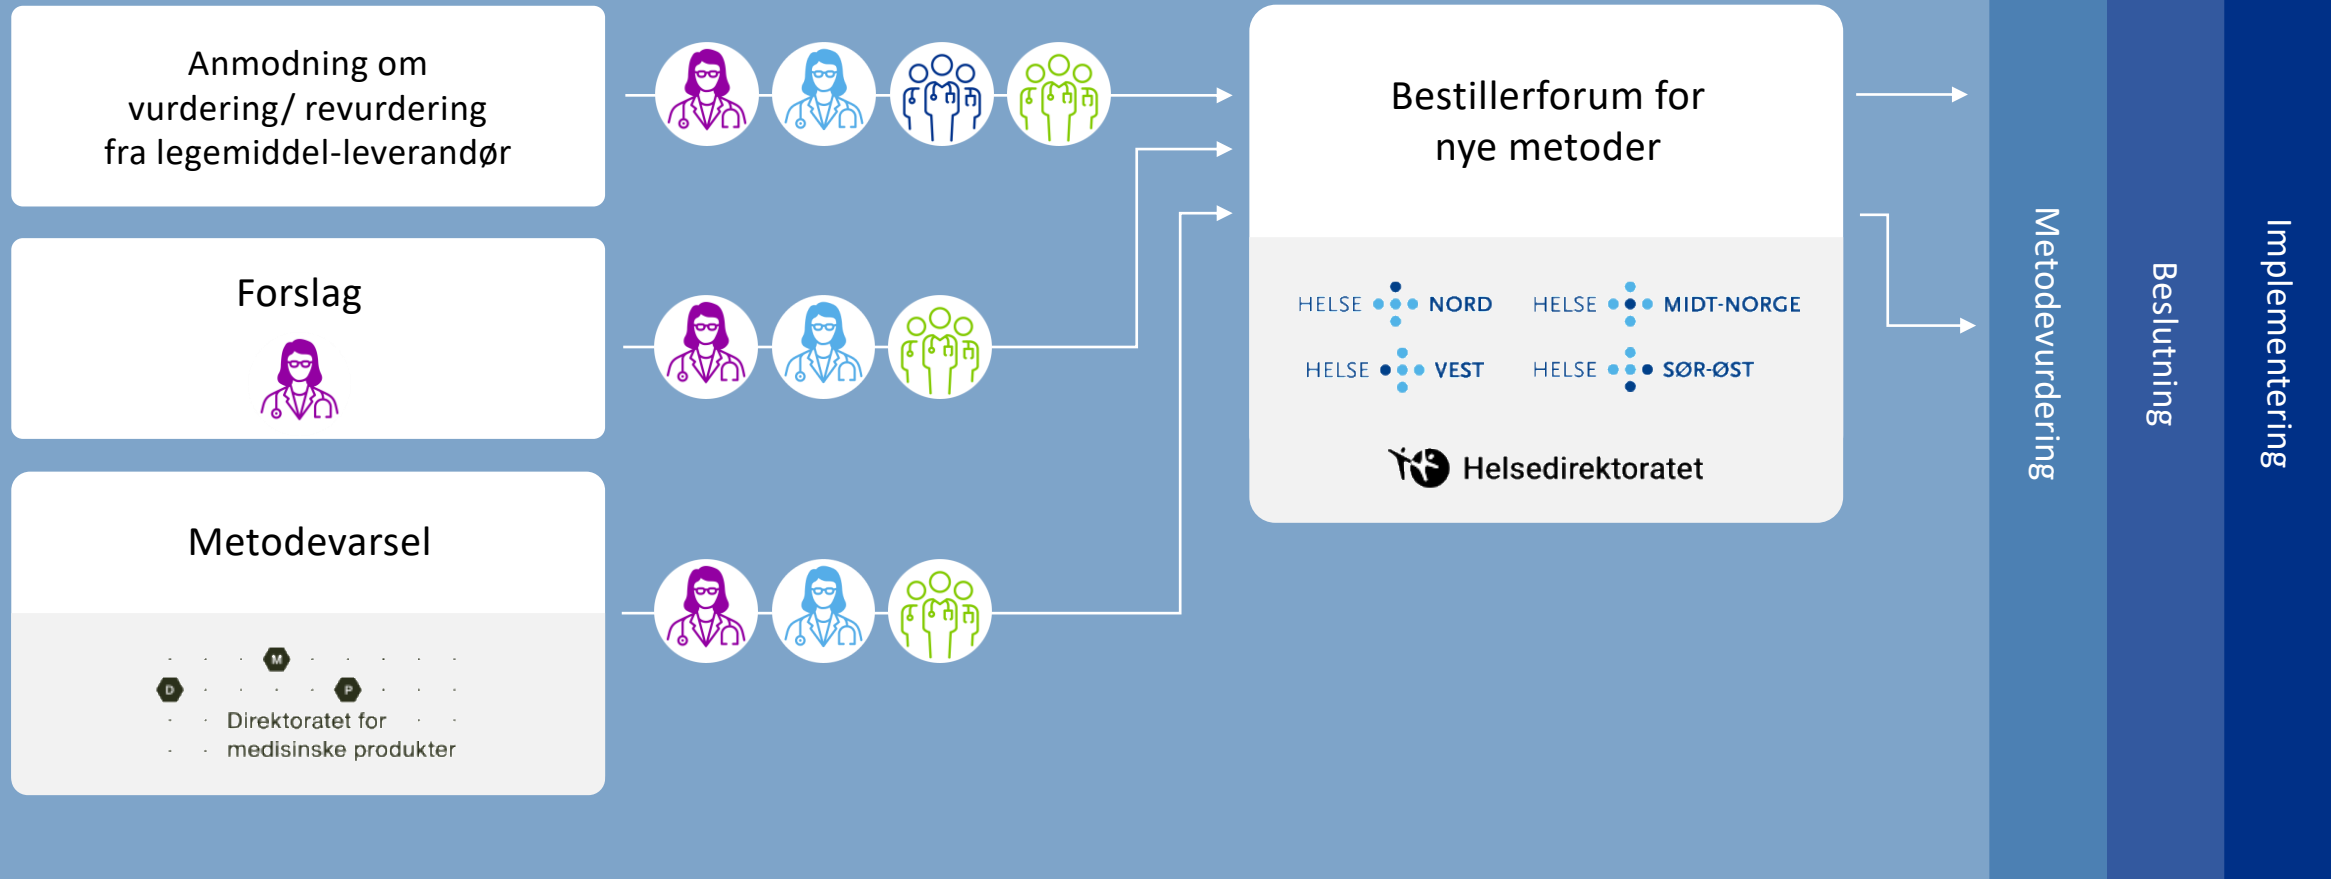 Anmodning om
vurdering/ revurdering
fra legemiddel-leverandør
Forslag
Metodevarsel
M
D
P
Direktoratet for
medisinske produkter
Bestillerforum for
nye metoder
HELSE NORD
HELSE MIDT-NORGE
HELSE VEST
HELSE SØR-ØST
Helsedirektoratet
Metodevurdering
Beslutning
Implementering